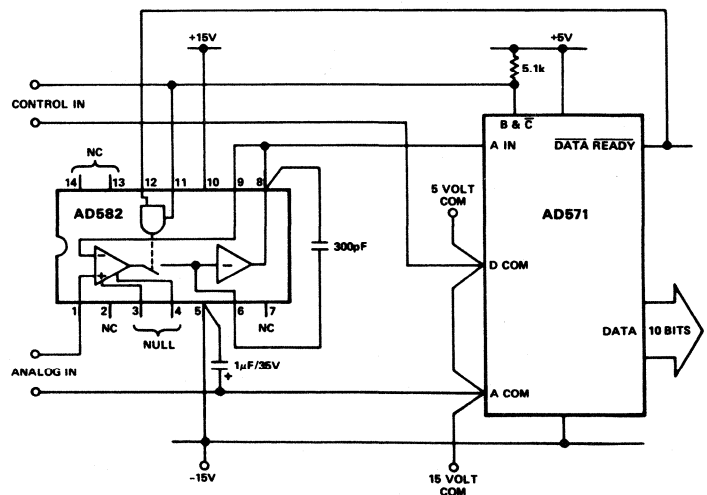 +15V
+5V
5.1k
CONTROL IN
B & C̅
A IN
D̅A̅T̅A̅ R̅E̅A̅D̅Y̅
NC
14 13 12 11 10 9 8
AD582
5 VOLT
COM
AD571
300pF
D COM
1 2 3 4 5 6 7
NC
NC
NULL
DATA
10 BITS
1μF/35V
+
ANALOG IN
A COM
-15V
15 VOLT
COM